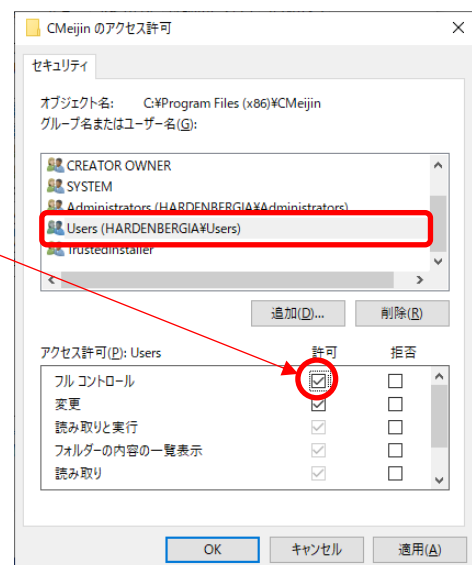 CMeijin のアクセス許可
セキュリティ
オブジェクト名: C:¥Program Files (x86)¥CMeijin
グループ名またはユーザー名(G):
CREATOR OWNER
SYSTEM
Administrators (HARDENBERGIA¥Administrators)
Users (HARDENBERGIA¥Users)
TrustedInstaller
追加(D)... 削除(R)
アクセス許可(P): Users 許可 拒否
フル コントロール
変更
読み取りと実行
フォルダーの内容の一覧表示
読み取り
OK キャンセル 適用(A)